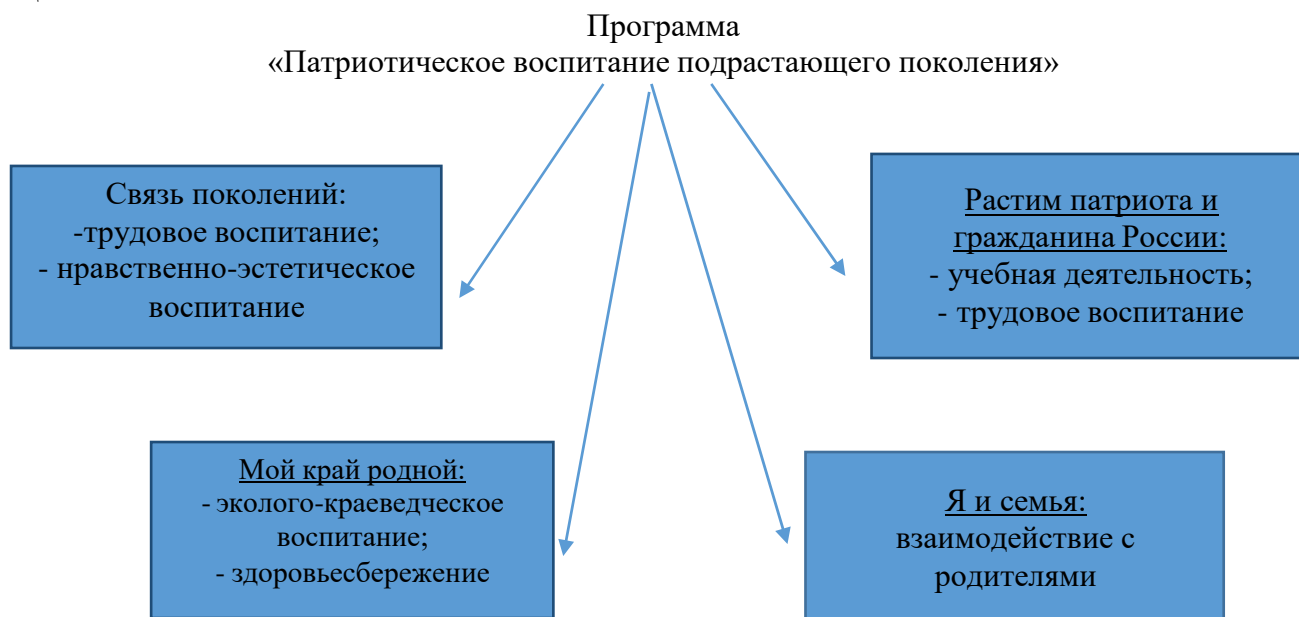 Программа
«Патриотическое воспитание подрастающего поколения»
Связь поколений:
-трудовое воспитание;
- нравственно-эстетическое
воспитание
Растим патриота и
гражданина России:
- учебная деятельность;
- трудовое воспитание
Мой край родной:
- эколого-краеведческое
воспитание;
- здоровьесбережение
Я и семья:
взаимодействие с
родителями